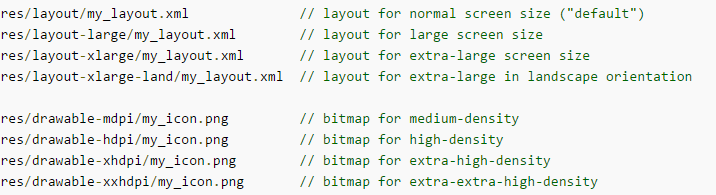 res/layout/my_layout.xml // layout for normal screen size ("default")
res/layout-large/my_layout.xml // layout for large screen size
res/layout-xlarge/my_layout.xml // layout for extra-large screen size
res/layout-xlarge-land/my_layout.xml // layout for extra-large in landscape orientation
res/drawable-mdpi/my_icon.png // bitmap for medium-density
res/drawable-hdpi/my_icon.png // bitmap for high-density
res/drawable-xhdpi/my_icon.png // bitmap for extra-high-density
res/drawable-xxhdpi/my_icon.png // bitmap for extra-extra-high-density